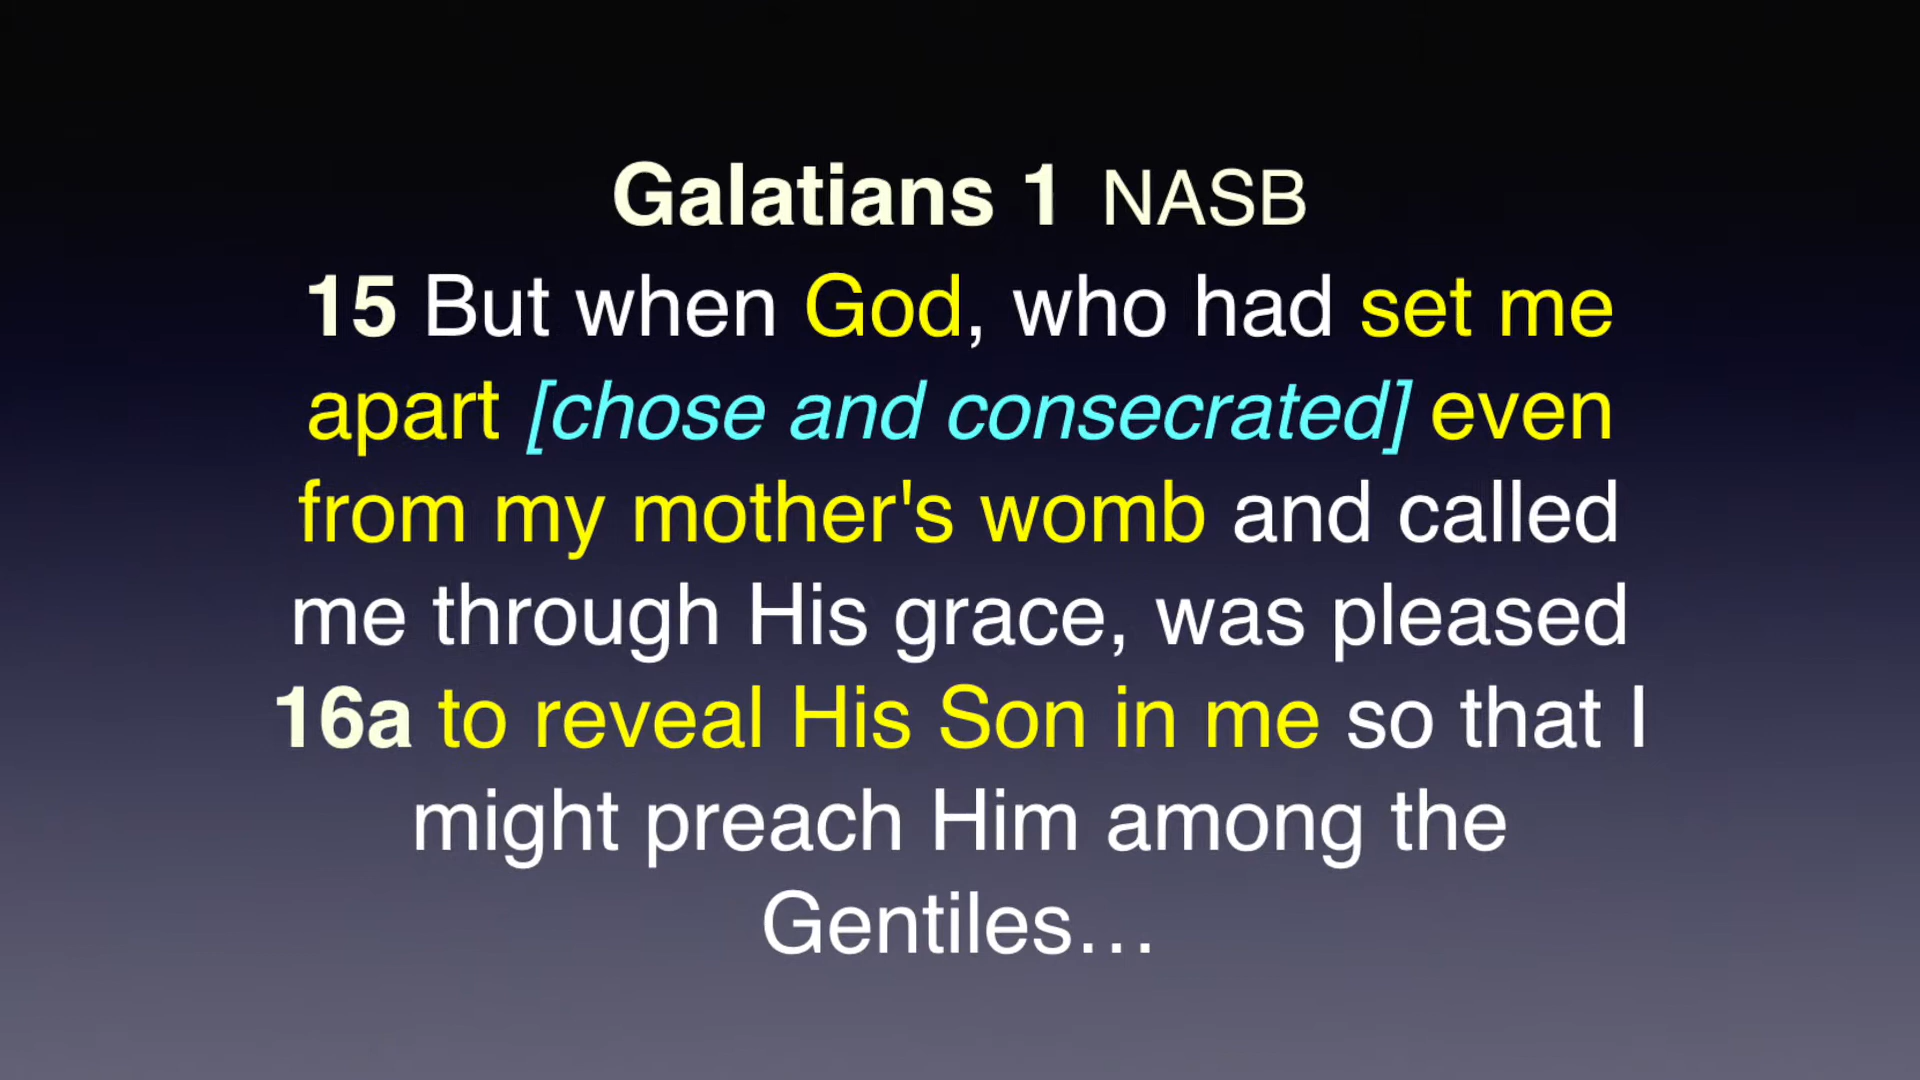 Galatians 1 NASB
15 But when God, who had set me
apart [chose and consecrated] even
from my mother's womb and called
me through His grace, was pleased
16a to reveal His Son in me so that I
might preach Him among the
Gentiles…